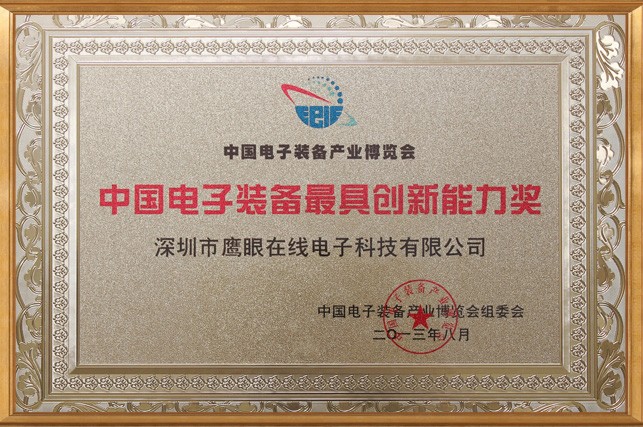 EEIF
中国电子装备产业博览会
中国电子装备最具创新能力奖
深圳市鹰眼在线电子科技有限公司
中国电子装备产业博览会组委会
二〇一三年八月